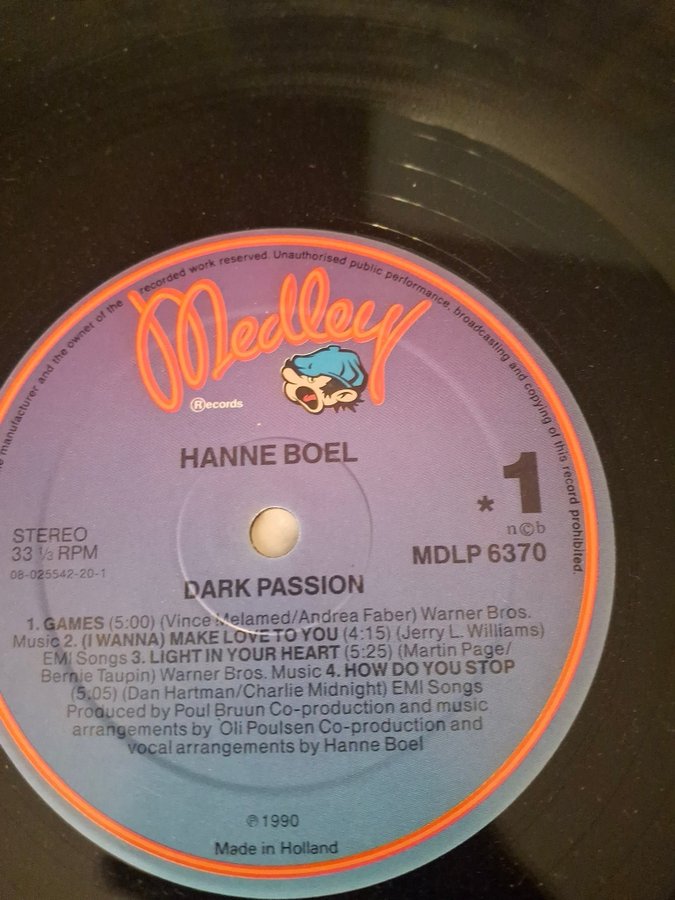 manufacturer and the owner of the recorded work reserved. Unauthorised public performance, broadcasting and copying of this record prohibited.
Medley
Records
HANNE BOEL
* 1
STEREO
33 1/3 RPM
08-025542-20-1
n©b
MDLP 6370
DARK PASSION
1. GAMES (5:00) (Vince Melamed/Andrea Faber) Warner Bros.
Music 2. (I WANNA) MAKE LOVE TO YOU (4:15) (Jerry L. Williams)
EMI Songs 3. LIGHT IN YOUR HEART (5:25) (Martin Page/
Bernie Taupin) Warner Bros. Music 4. HOW DO YOU STOP
(5:05) (Dan Hartman/Charlie Midnight) EMI Songs
Produced by Poul Bruun Co-production and music
arrangements by Oli Poulsen Co-production and
vocal arrangements by Hanne Boel
℗ 1990
Made in Holland